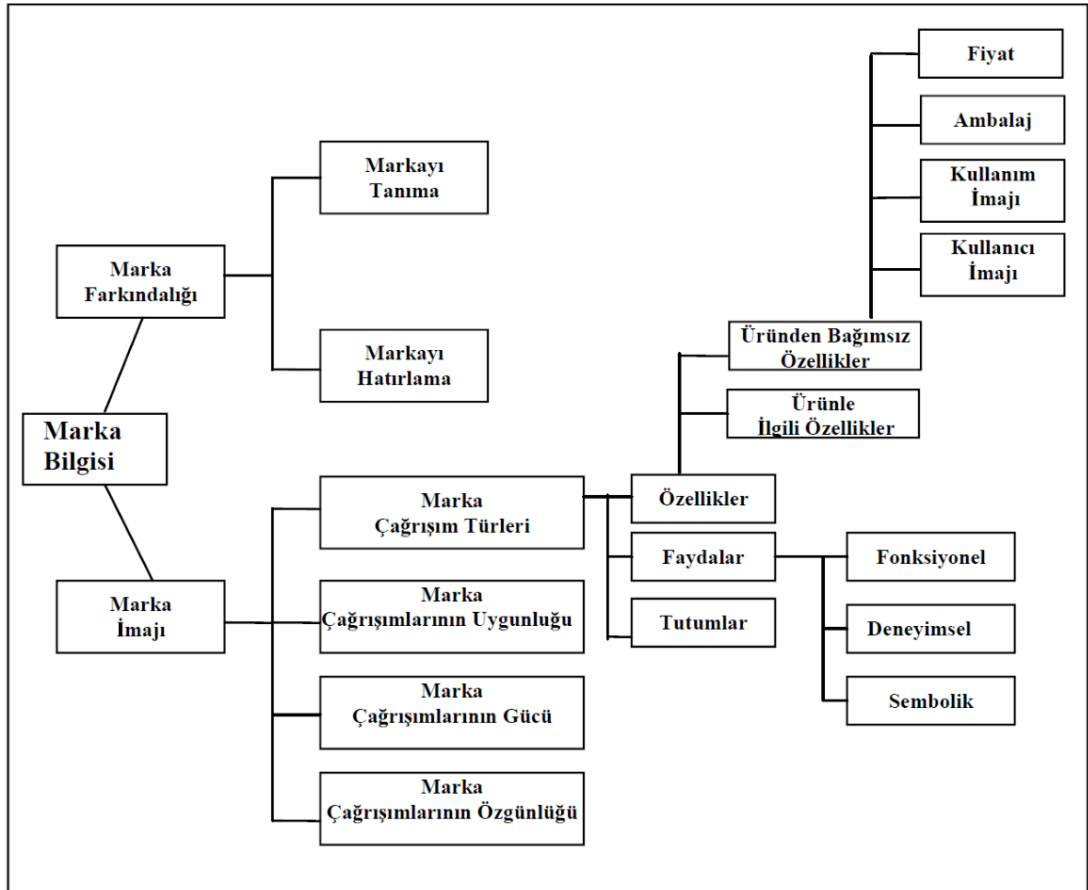 Fiyat
Ambalaj
Kullanım
İmajı
Kullanıcı
İmajı
Markayı
Tanıma
Marka
Farkındalığı
Markayı
Hatırlama
Üründen Bağımsız
Özellikler
Ürünle
İlgili Özellikler
Marka
Bilgisi
Marka
Çağrışım Türleri
Özellikler
Faydalar
Tutumlar
Fonksiyonel
Deneyimsel
Sembolik
Marka
İmajı
Marka
Çağrışımlarının Uygunluğu
Marka
Çağrışımlarının Gücü
Marka
Çağrışımlarının Özgünlüğü